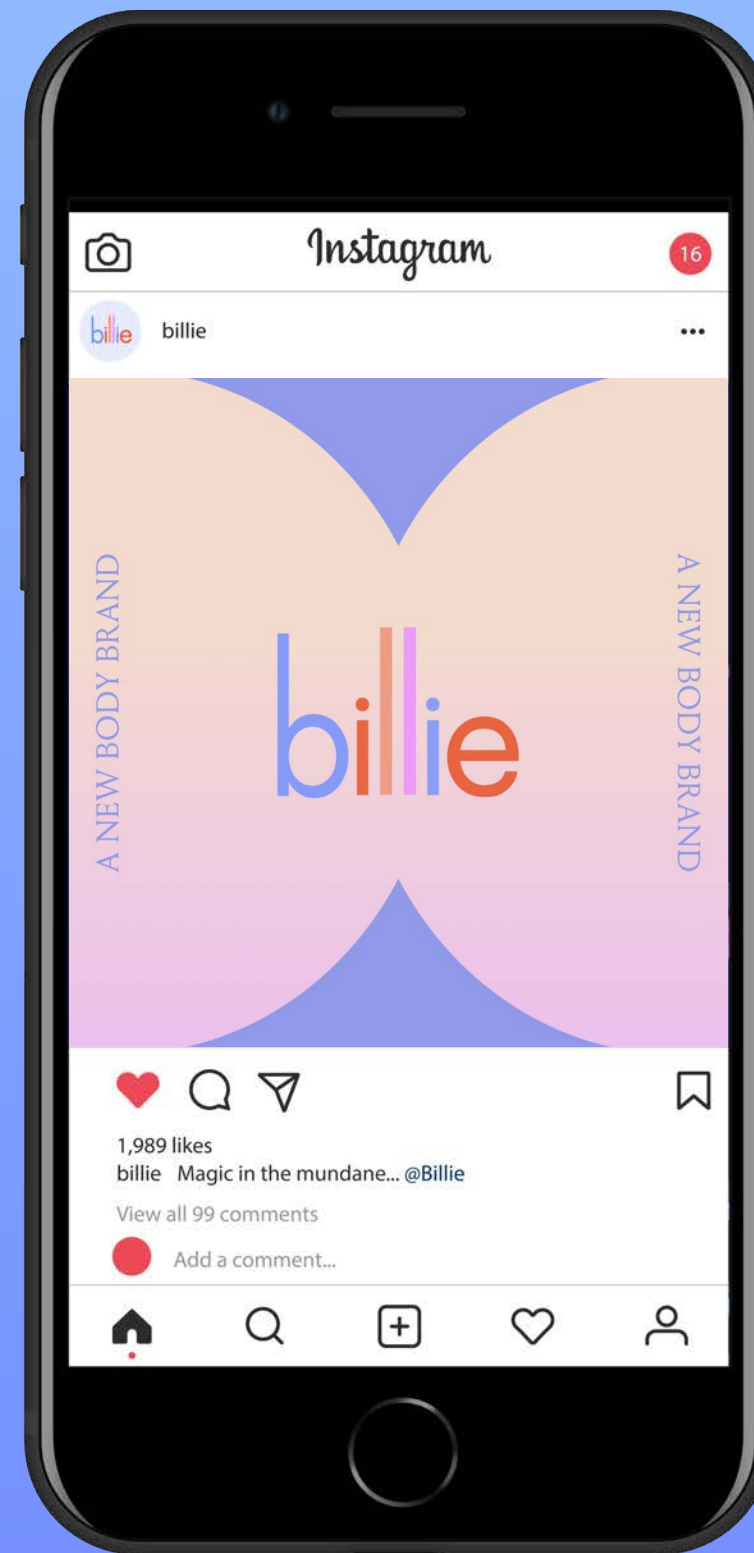 Instagram
16
billie
billie
A NEW BODY BRAND
billie
A NEW BODY BRAND
1,989 likes
billie Magic in the mundane... @Billie
View all 99 comments
Add a comment...